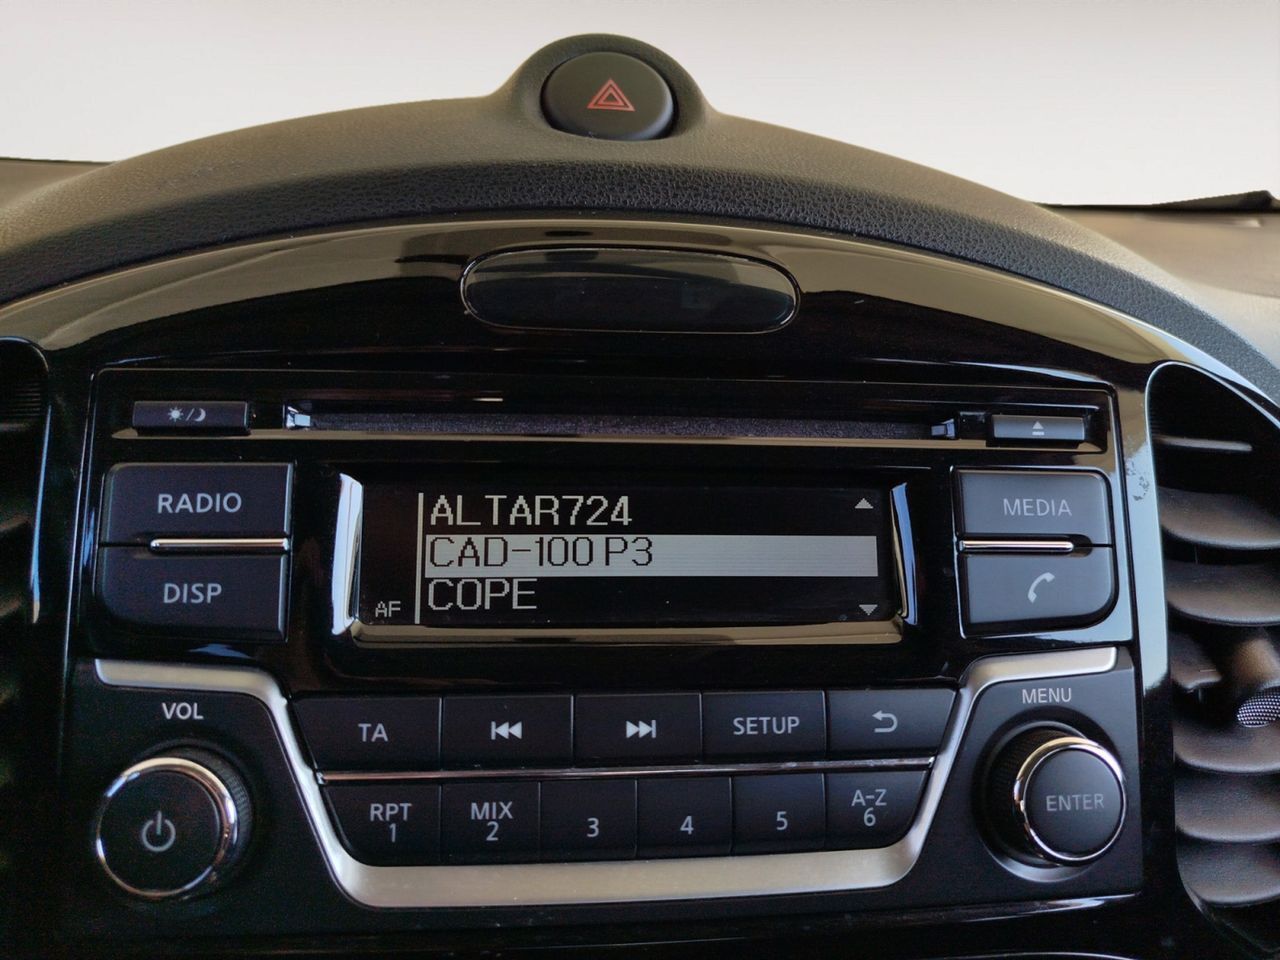 RADIO
DISP
ALTAR724
CAD-100 P3
COPE
AF
MEDIA
VOL
MENU
TA
SETUP
RPT
1
MIX
2
3
4
5
A-Z
6
ENTER